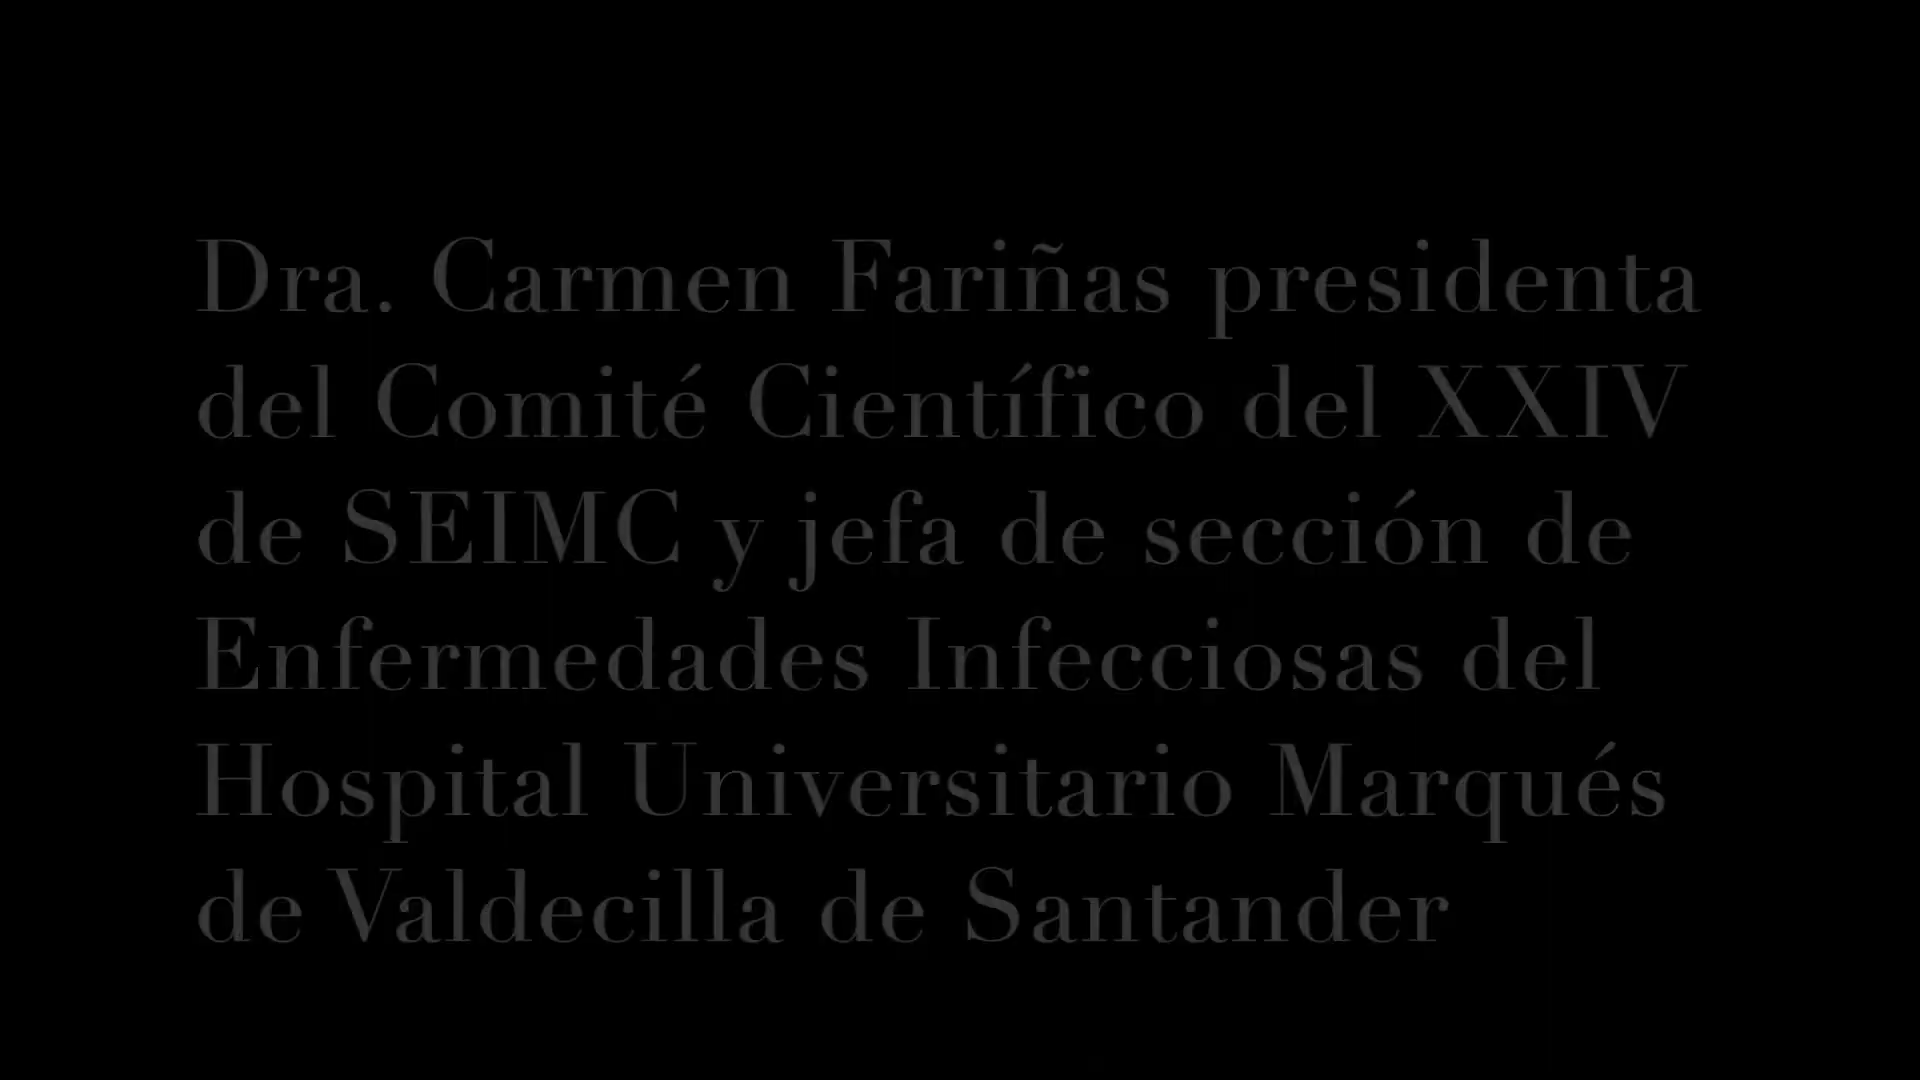 Dra. Carmen Fariñas presidenta
del Comité Científico del XXIV
de SEIMC y jefa de sección de
Enfermedades Infecciosas del
Hospital Universitario Marqués
de Valdecilla de Santander